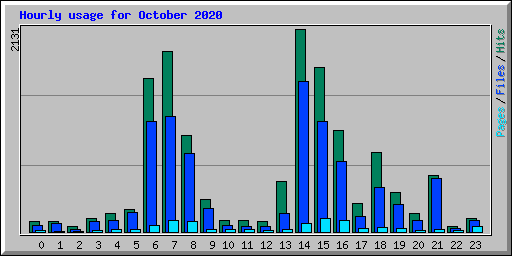 Hourly usage for October 2020
2131
Pages/Files/Hits
0 1 2 3 4 5 6 7 8 9 10 11 12 13 14 15 16 17 18 19 20 21 22 23